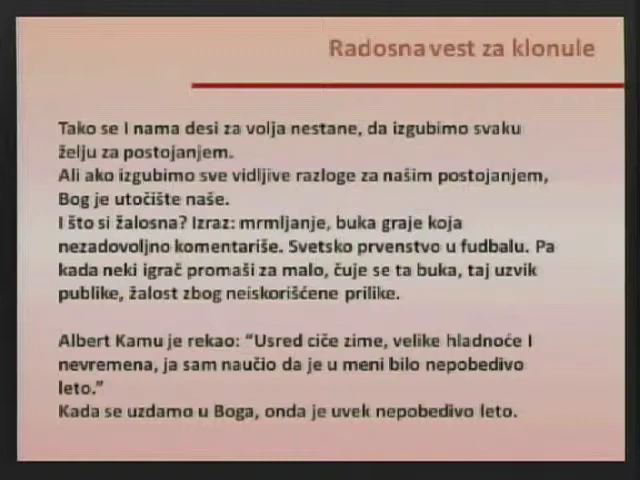 Radosna vest za klonule
Tako se I nama desi za volja nestane, da izgubimo svaku
želju za postojanjem.
Ali ako izgubimo sve vidljive razloge za našim postojanjem,
Bog je utočište naše.
I što si žalosna? Izraz: mrmljanje, buka graje koja
nezadovoljno komentariše. Svetsko prvenstvo u fudbalu. Pa
kada neki igrač promaši za malo, čuje se ta buka, taj uzvik
publike, žalost zbog neiskorišćene prilike.
Albert Kamu je rekao: “Usred ciče zime, velike hladnoće I
nevremena, ja sam naučio da je u meni bilo nepobedivo
leto.”
Kada se uzdamo u Boga, onda je uvek nepobedivo leto.